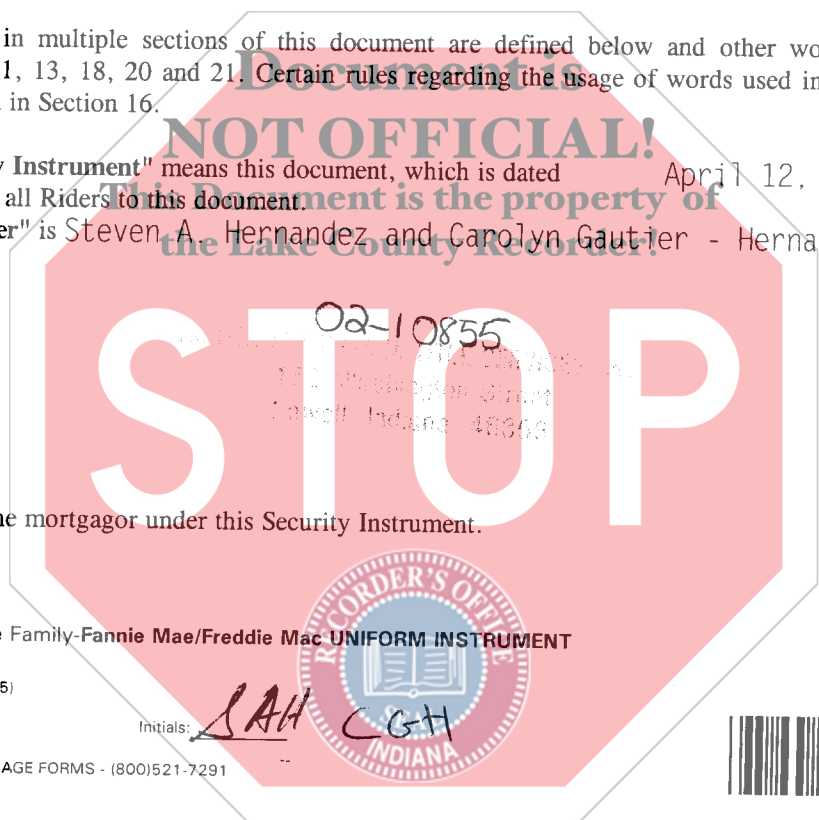 in multiple sections of this document are defined below and other wo
1, 13, 18, 20 and 21. Certain rules regarding the usage of words used in
in Section 16.
Document is
NOT OFFICIAL!
This Document is the property of
the Lake County Recorder!
Instrument" means this document, which is dated April 12,
all Riders to this document.
er" is Steven A. Hernandez and Carolyn Gautier - Herna
02-10855
Street
Lowell Indiana
STOP
he mortgagor under this Security Instrument.
RECORDER'S OFFICE
SEAL
INDIANA
Family-Fannie Mae/Freddie Mac UNIFORM INSTRUMENT
5)
Initials: SAH CGH
AGE FORMS - (800)521-7291